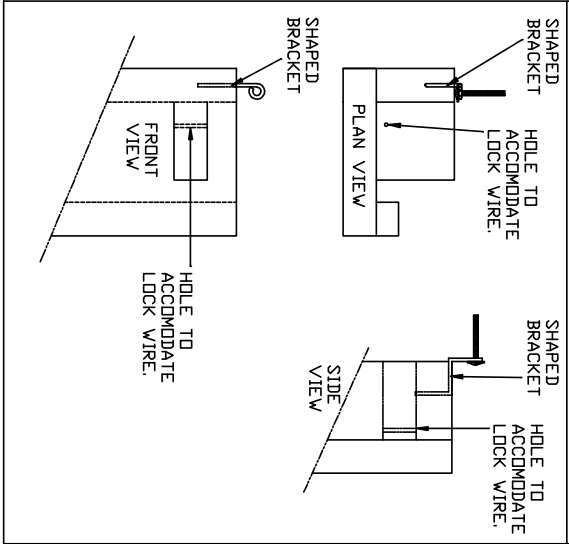 SHAPED
BRACKET
HOLE TO
ACCOMODATE
LOCK WIRE.
PLAN VIEW
SHAPED
BRACKET
HOLE TO
ACCOMODATE
LOCK WIRE.
SIDE
VIEW
SHAPED
BRACKET
FRONT
VIEW
HOLE TO
ACCOMODATE
LOCK WIRE.